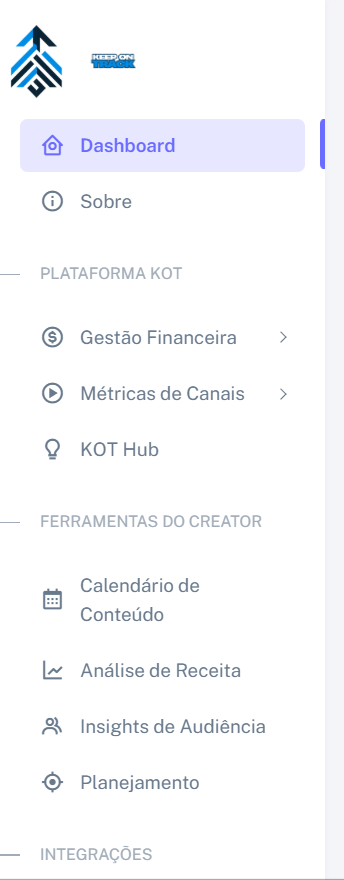 KEEP ON
TRACK
Dashboard
Sobre
PLATAFORMA KOT
Gestão Financeira
Métricas de Canais
KOT Hub
FERRAMENTAS DO CREATOR
Calendário de
Conteúdo
Análise de Receita
Insights de Audiência
Planejamento
INTEGRAÇÕES